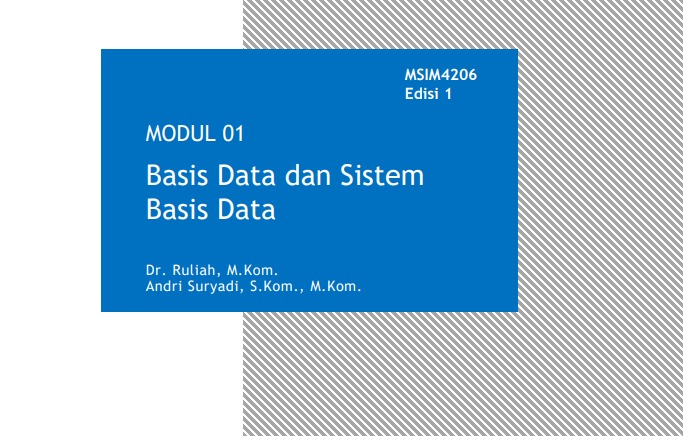 MSIM4206
Edisi 1
MODUL 01
Basis Data dan Sistem
Basis Data
Dr. Ruliah, M.Kom.
Andri Suryadi, S.Kom., M.Kom.